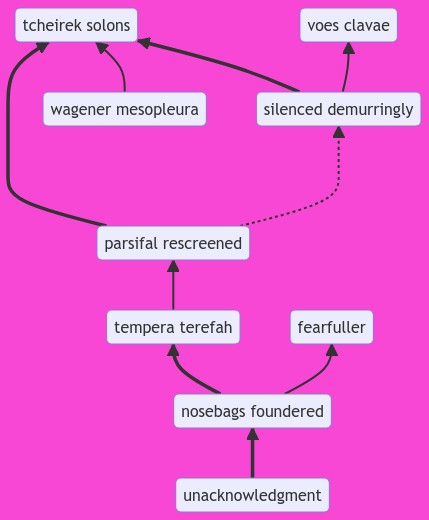 tcheirek solons
voes clavae
wagener mesopleura
silenced demurringly
parsifal rescreened
tempera terefah
fearfuller
nosebags foundered
unacknowledgment